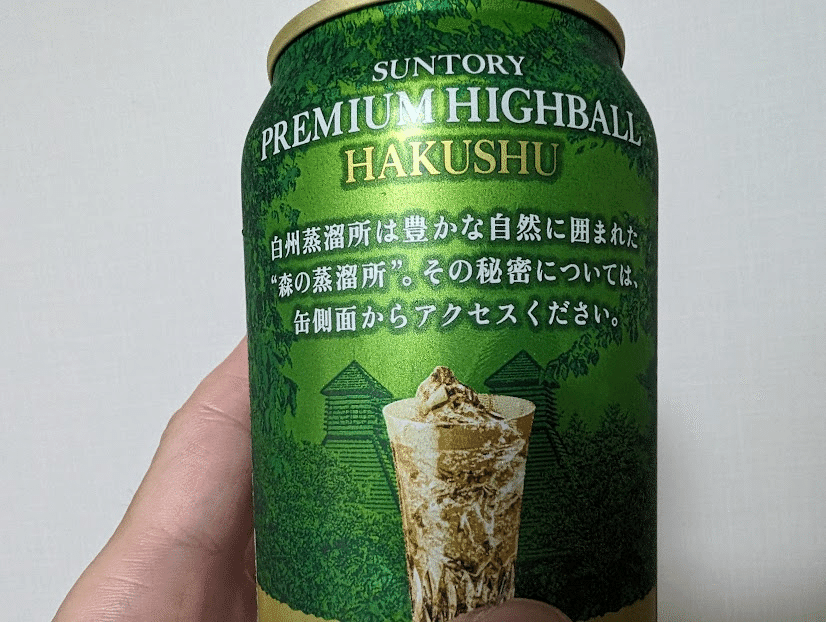 SUNTORY
PREMIUM HIGHBALL
HAKUSHU
白州蒸溜所は豊かな自然に囲まれた
“森の蒸溜所”。その秘密については、
缶側面からアクセスください。